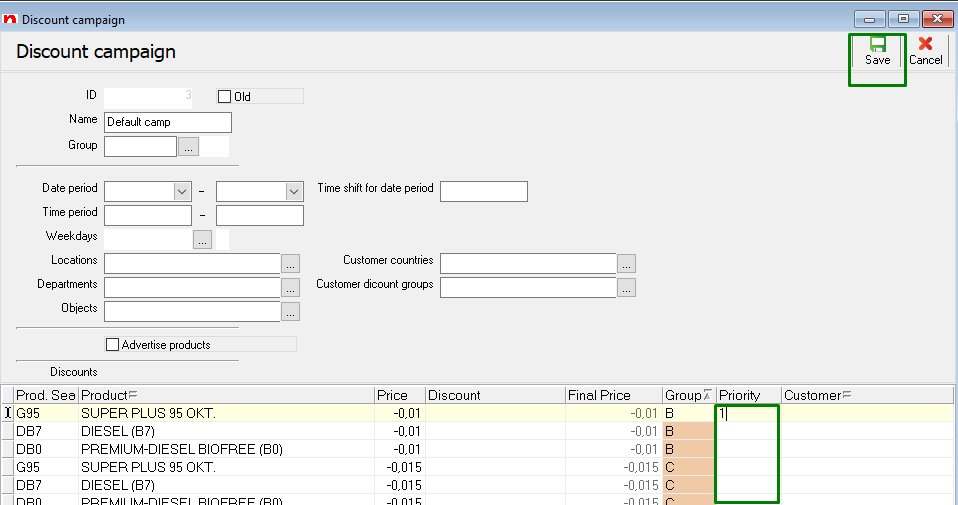 Discount campaign
Discount campaign
Save
Cancel
ID 3 Old
Name Default camp
Group ...
Date period – Time shift for date period
Time period –
Weekdays ...
Locations ... Customer countries ...
Departments ... Customer dicount groups ...
Objects ...
Advertise products
Discounts
Prod. Sea Product Price Discount Final Price Group Priority Customer
G95 SUPER PLUS 95 OKT. -0,01 -0,01 B 1
DB7 DIESEL (B7) -0,01 -0,01 B
DB0 PREMIUM-DIESEL BIOFREE (B0) -0,01 -0,01 B
G95 SUPER PLUS 95 OKT. -0,015 -0,015 C
DB7 DIESEL (B7) -0,015 -0,015 C
DB0 PREMIUM-DIESEL BIOFREE (B0) -0,015 -0,015 C